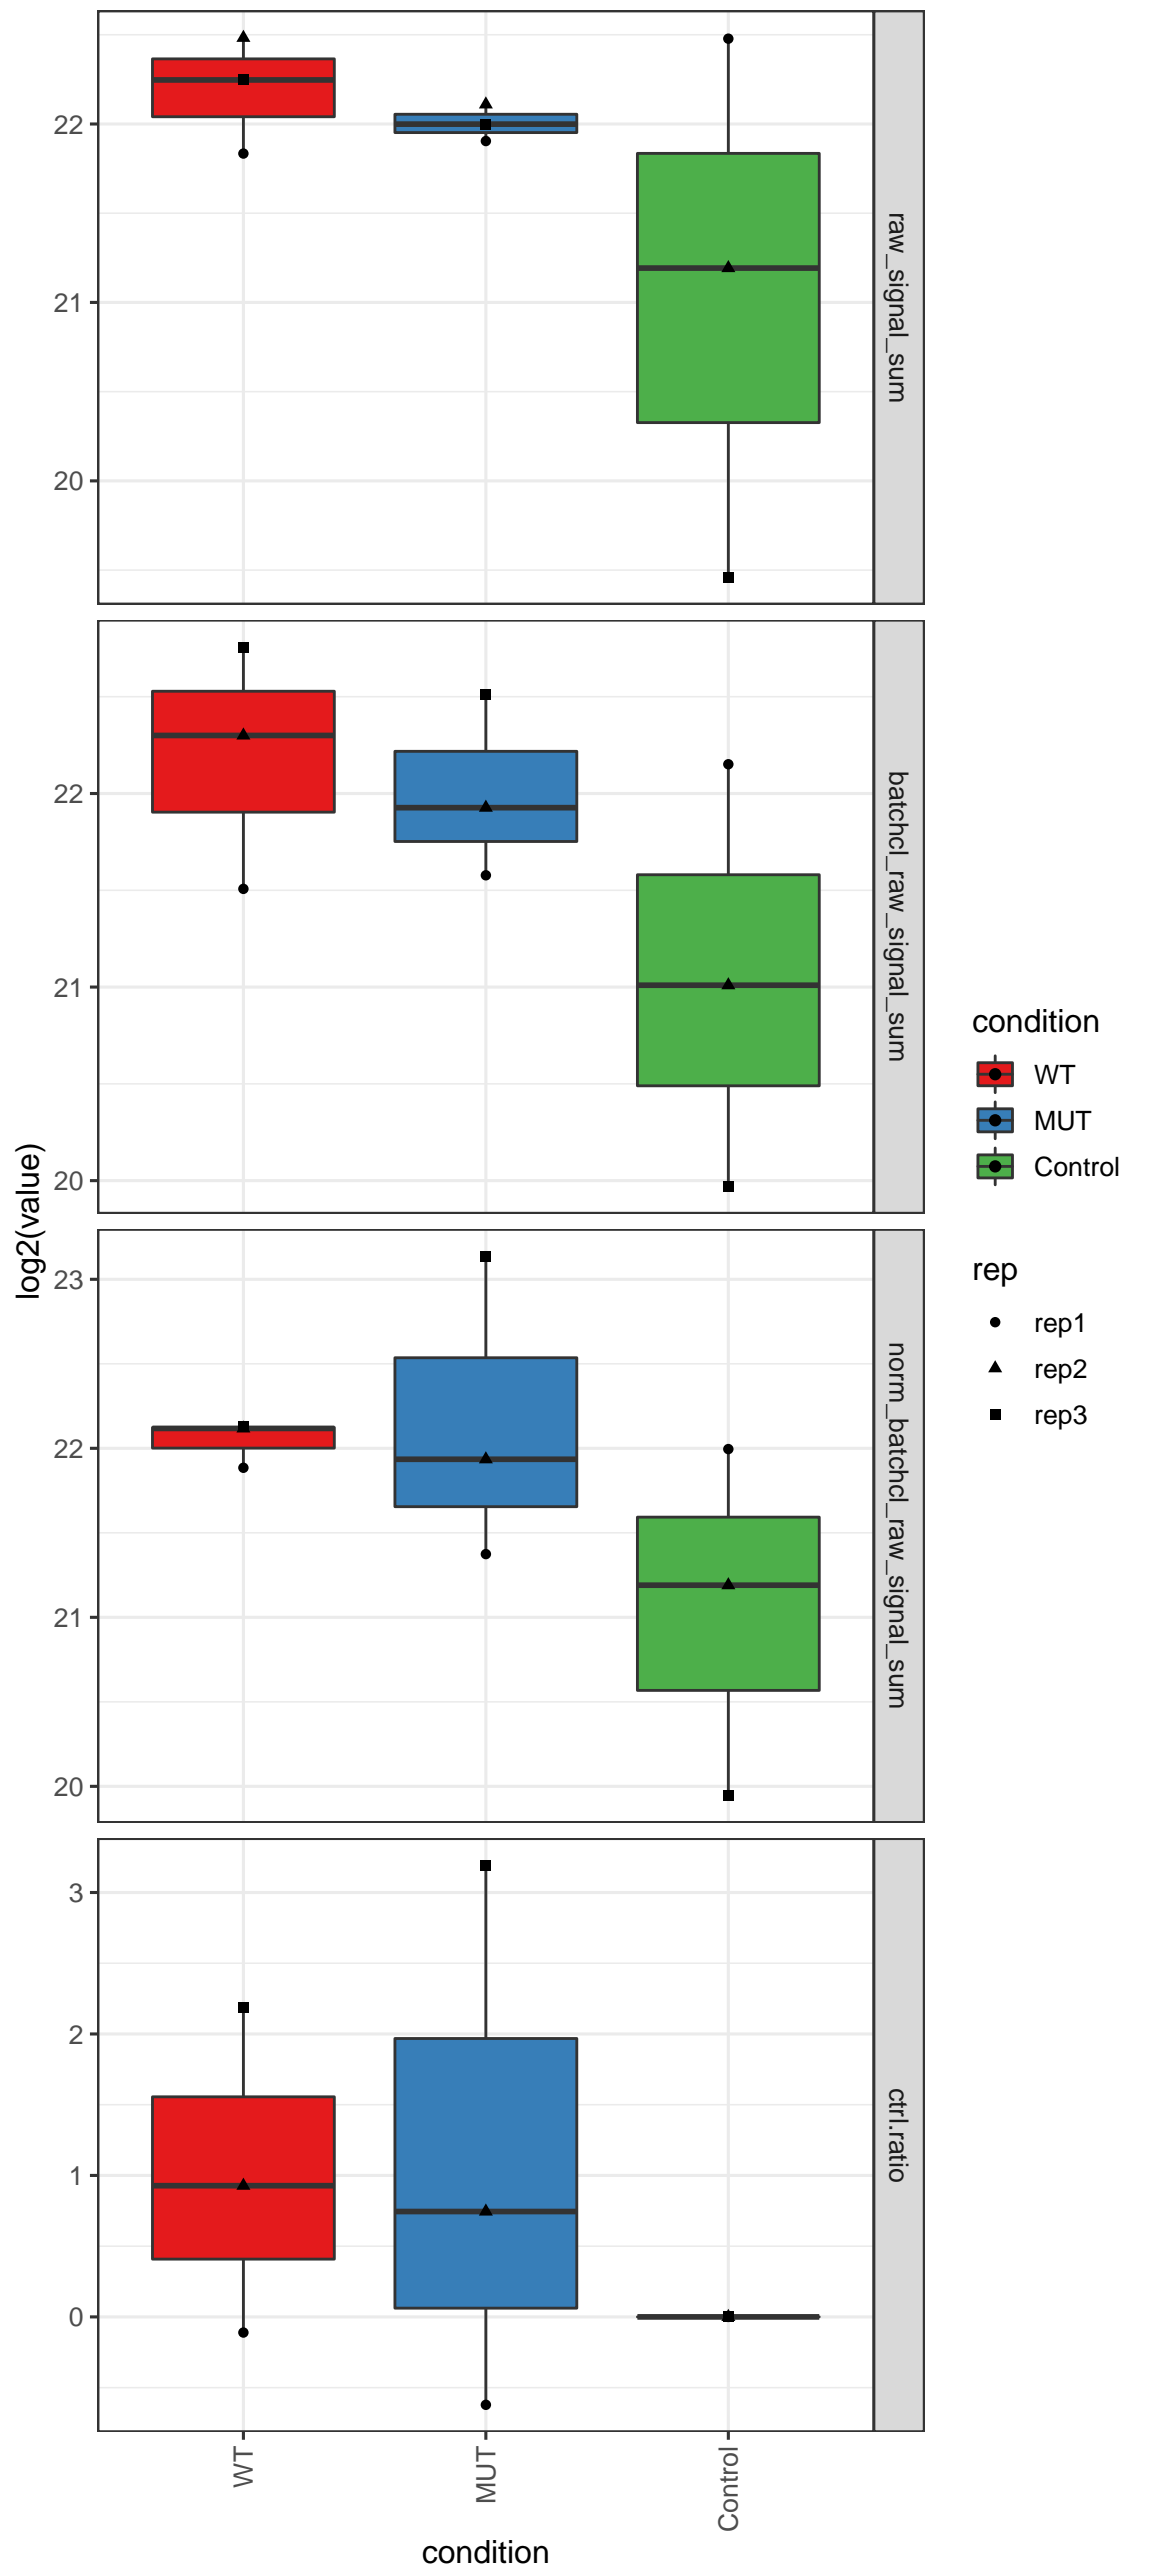 log2(value)
22
21
20
raw_signal_sum
22
21
20
batchcl_raw_signal_sum
23
22
21
20
norm_batchcl_raw_signal_sum
3
2
1
0
ctrl.ratio
WT
MUT
Control
condition
condition
WT
MUT
Control
rep
rep1
rep2
rep3